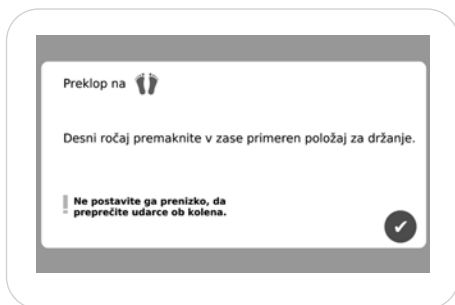 Preklop na
Desni ročaj premaknite v zase primeren položaj za držanje.
Ne postavite ga prenizko, da
preprečite udarce ob kolena.